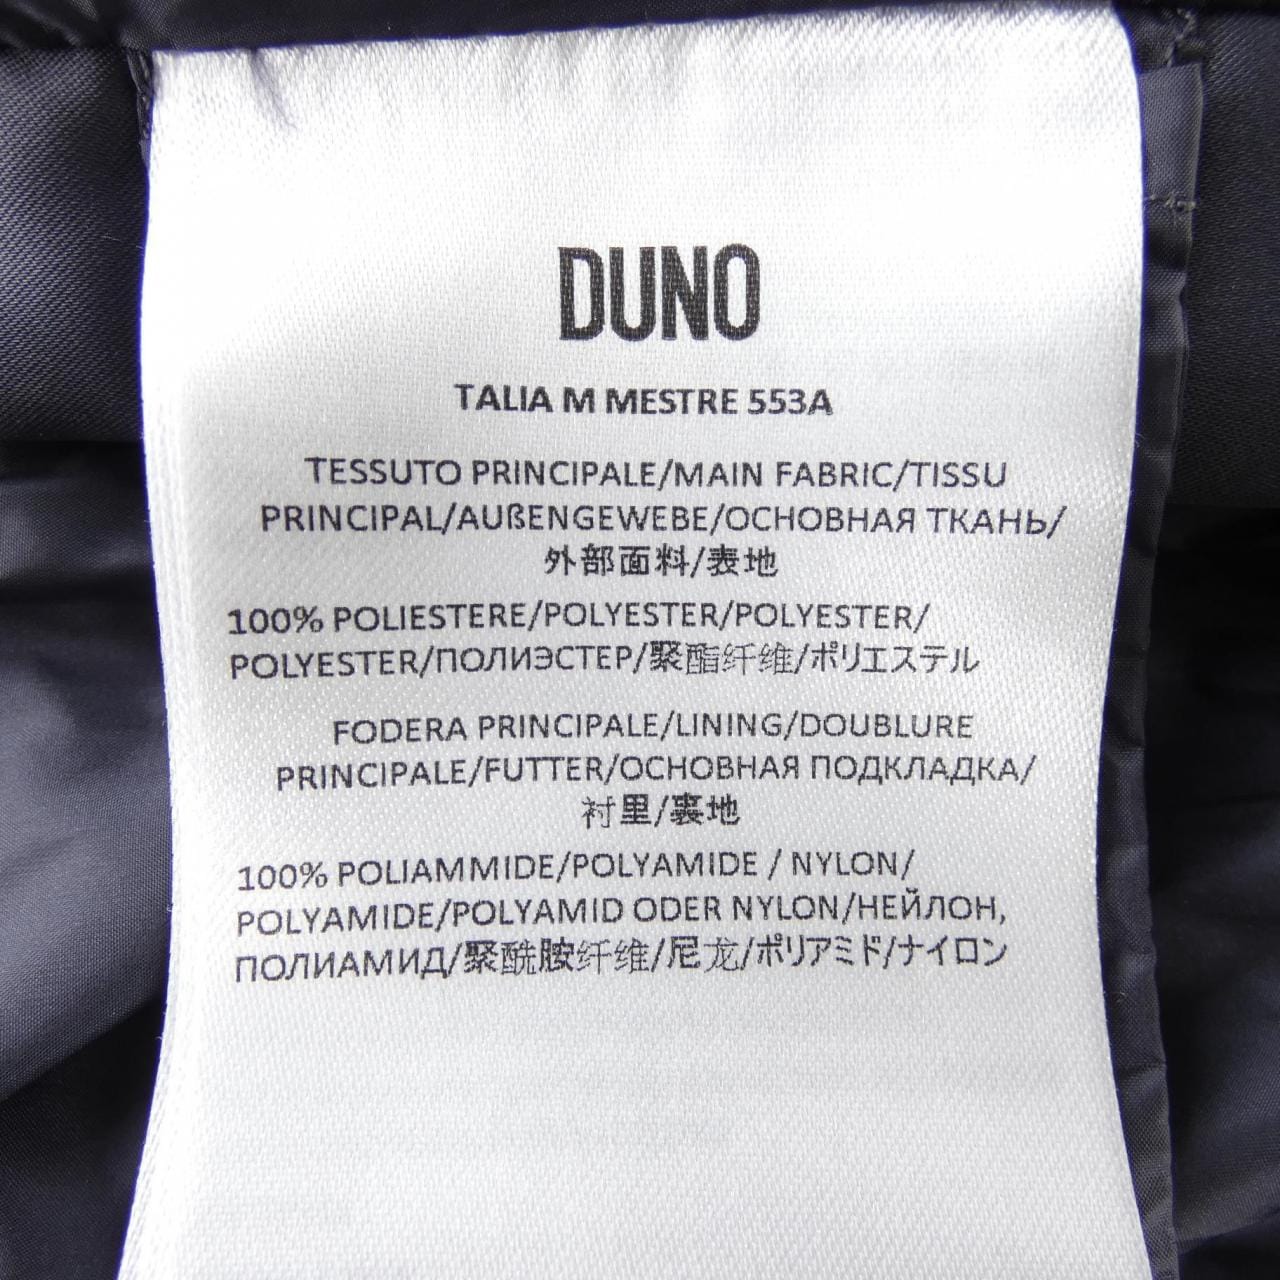 DUNO
TALIA M MESTRE 553A
TESSUTO PRINCIPALE/MAIN FABRIC/TISSU
PRINCIPAL/AUßENGEWEBE/ОСНОВНАЯ ТКАНЬ/
外部面料/表地
100% POLIESTERE/POLYESTER/POLYESTER/
POLYESTER/ПОЛИЭСТЕР/聚酯纤维/ポリエステル
FODERA PRINCIPALE/LINING/DOUBLURE
PRINCIPALE/FUTTER/ОСНОВНАЯ ПОДКЛАДКА/
衬里/裏地
100% POLIAMMIDE/POLYAMIDE / NYLON/
POLYAMIDE/POLYAMID ODER NYLON/НЕЙЛОН,
ПОЛИАМИД/聚酰胺纤维/尼龙/ポリアミド/ナイロン